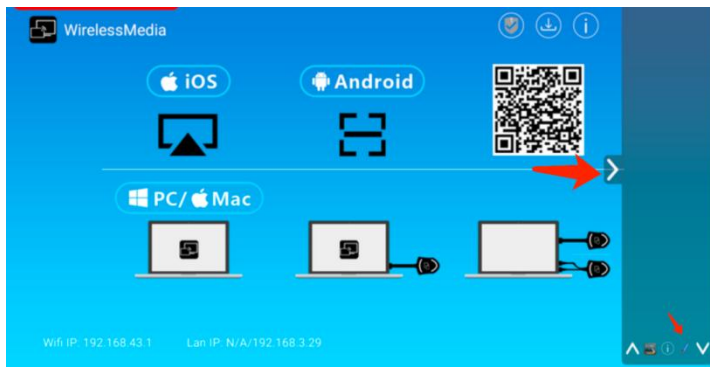 WirelessMedia
iOS
Android
PC/ Mac
Wifi IP: 192.168.43.1 Lan IP: N/A/192.168.3.29